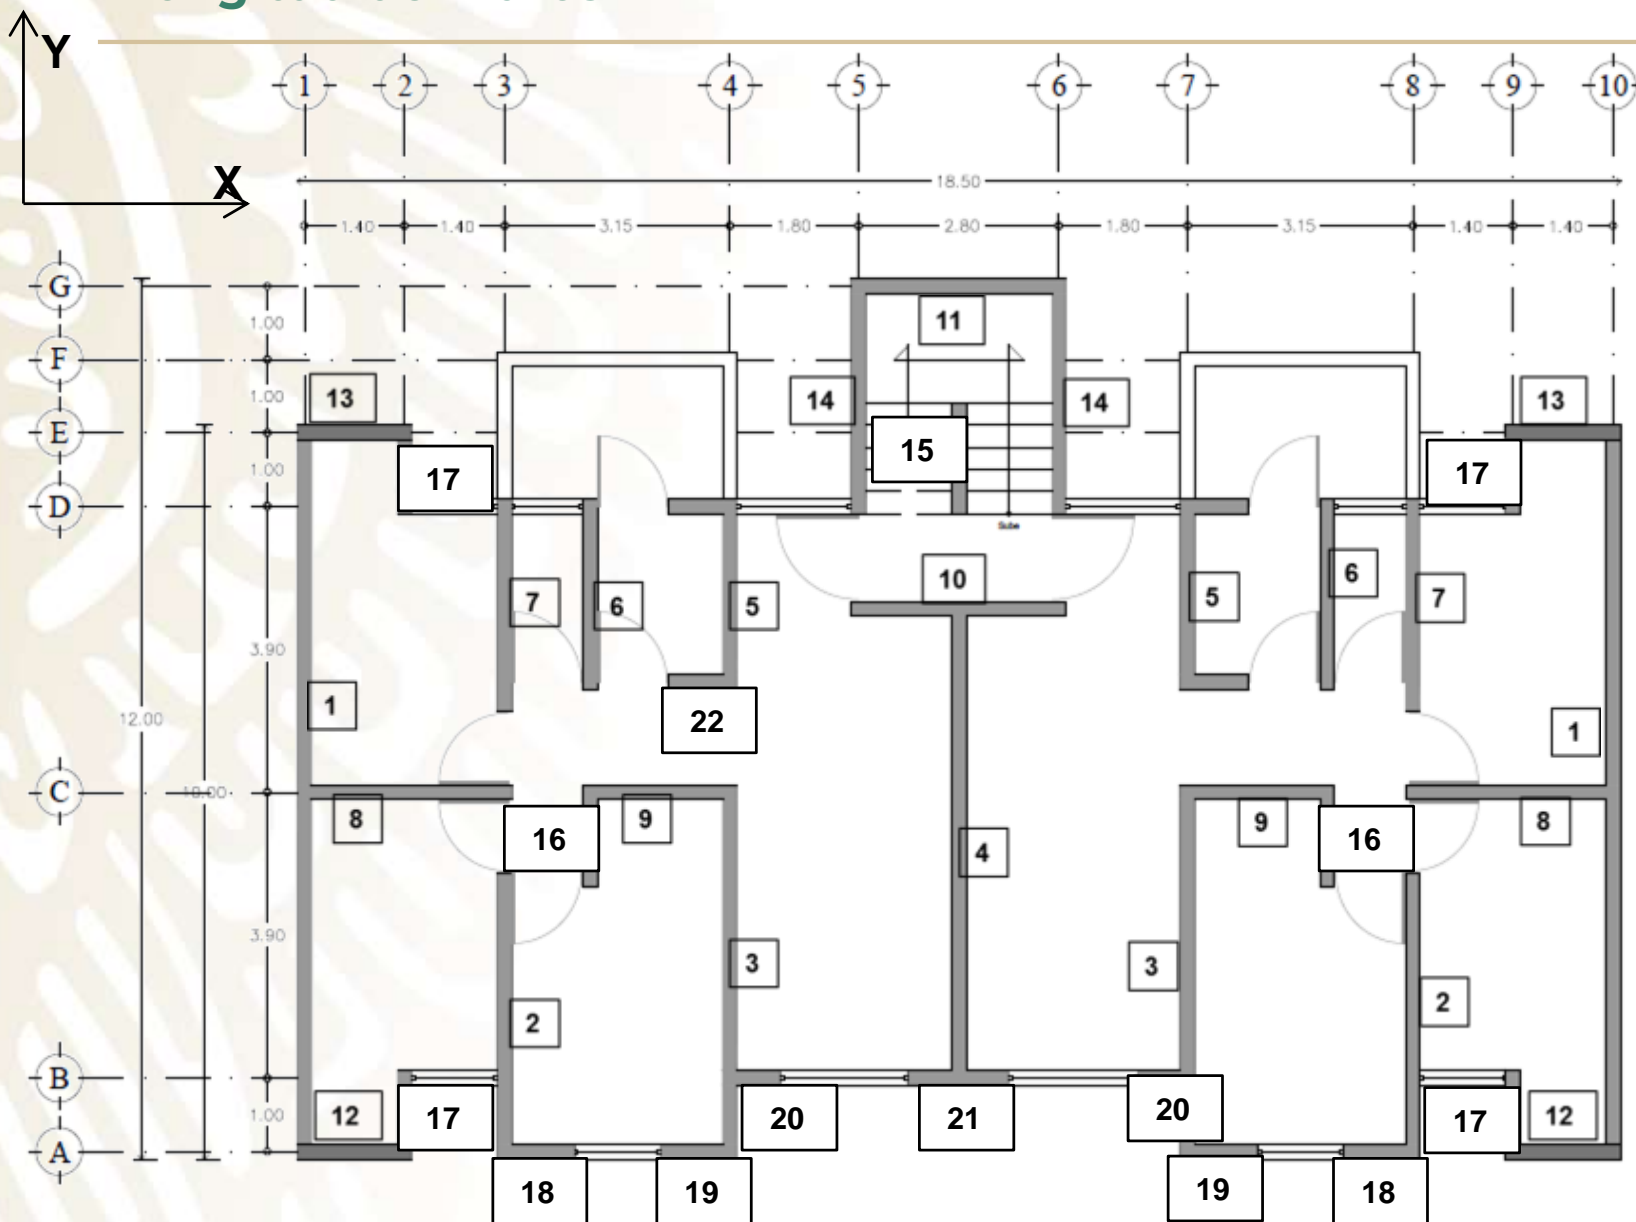 Y
X
1 2 3 4 5 6 7 8 9 10
18.50
1.40 1.40 3.15 1.80 2.80 1.80 3.15 1.40 1.40
G
1.00
11
F
13 1.00 14 14 13
E
1.00 17 15 17
D
Sube
7 6 5 10 5 6 7
3.90
12.00
1 22 1
C
10.00
8 16 9 4 9 16 8
3.90
3 3
2 2
B
1.00
12 17 20 21 20 17 12
A
18 19 19 18